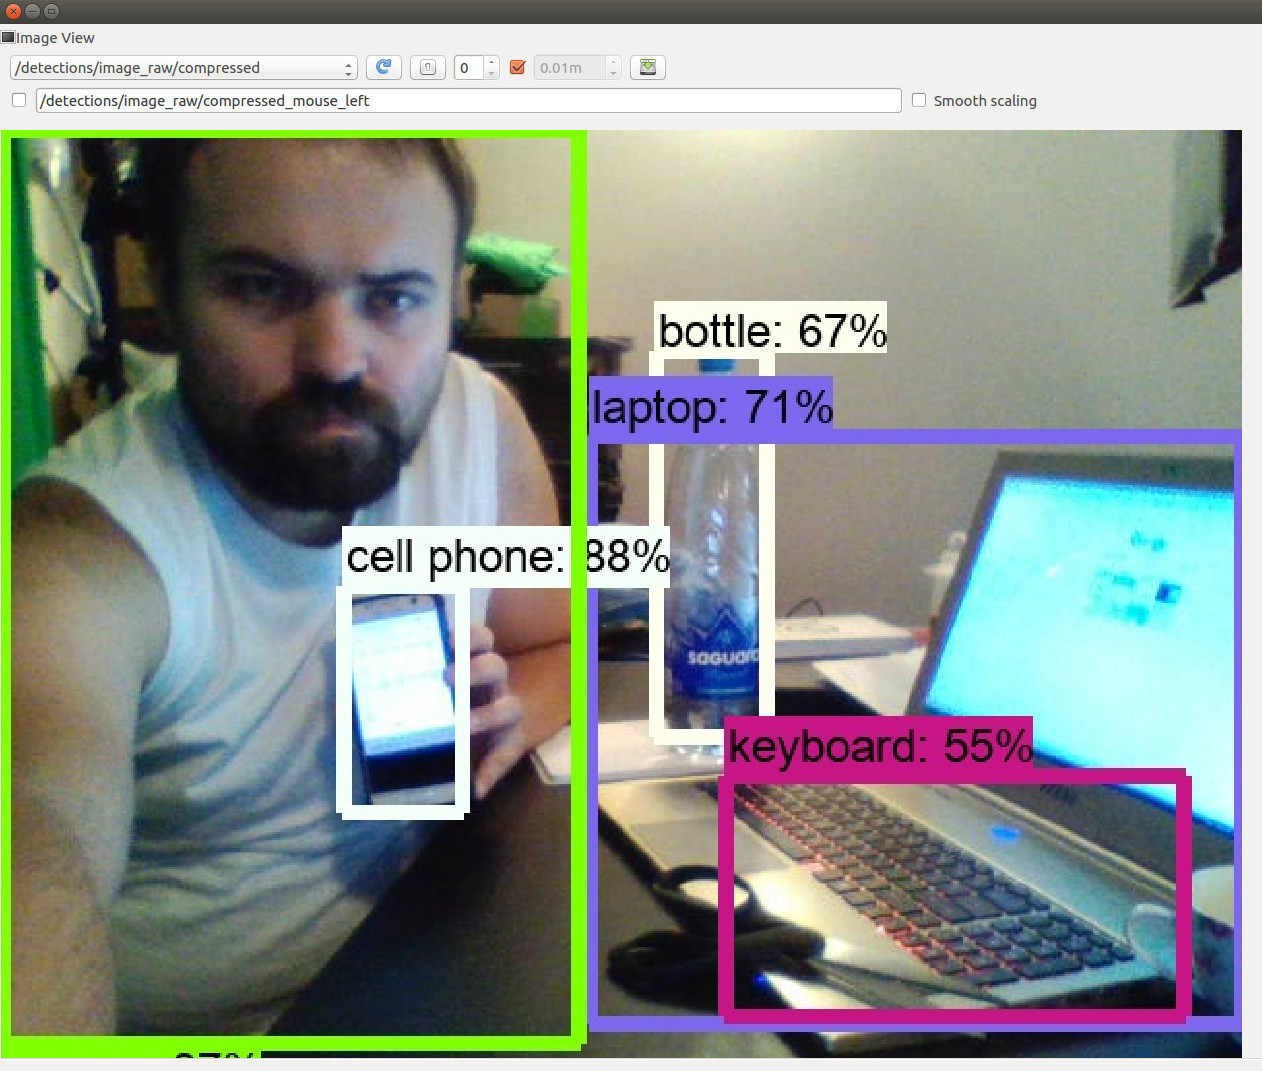 Image View
/detections/image_raw/compressed
0
0.01m
/detections/image_raw/compressed_mouse_left
Smooth scaling
bottle: 67%
laptop: 71%
cell phone: 88%
saguaro
keyboard: 55%